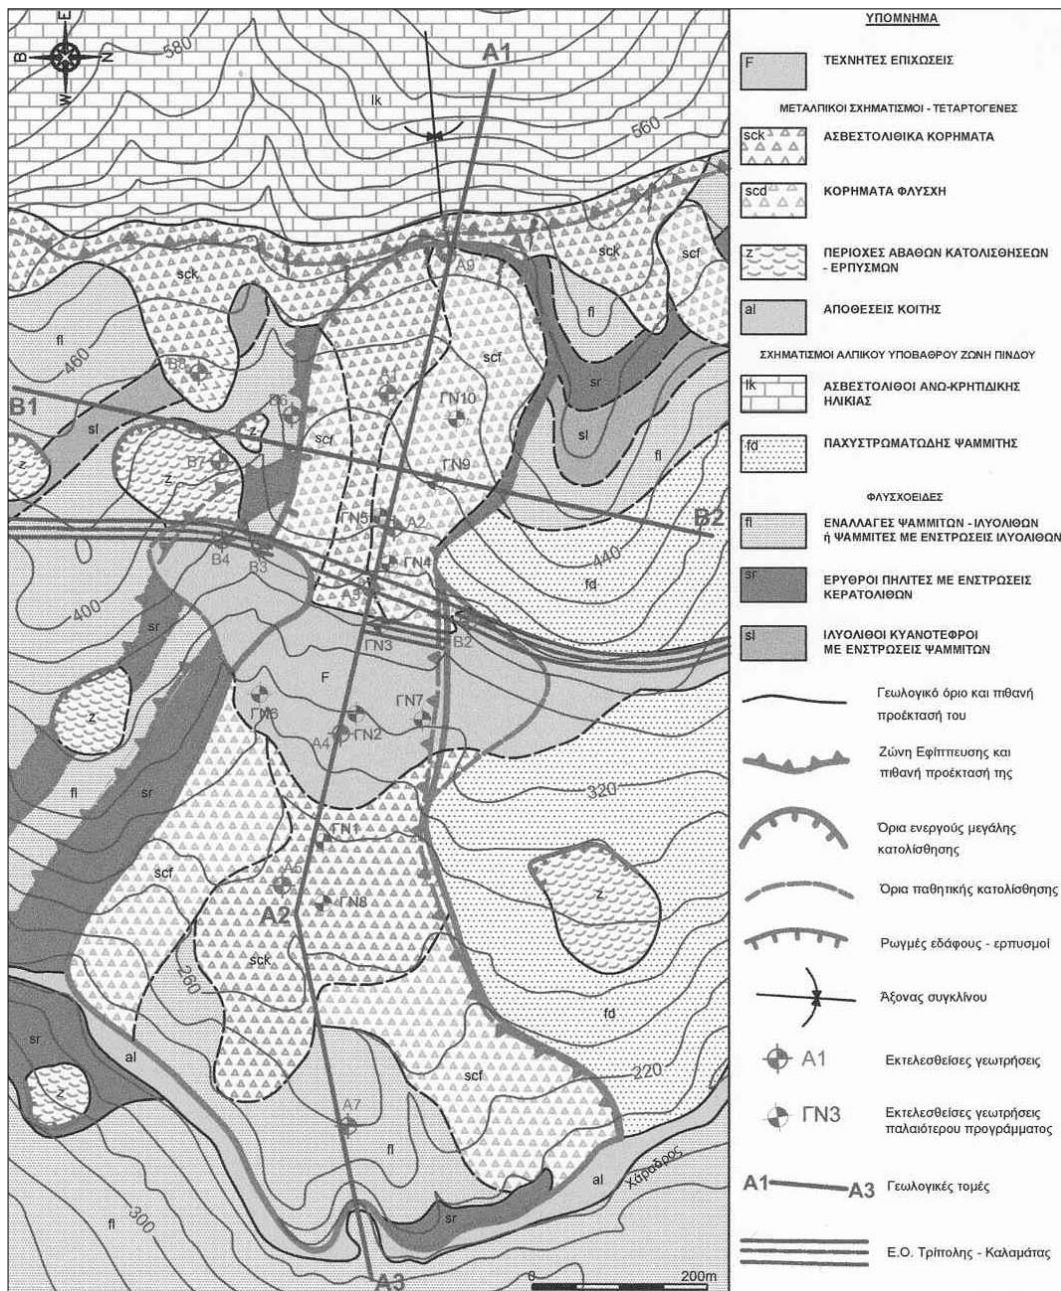 E
B
N
W
580
A1
lk
560
sck
sck
scf
A9
fl
460
B8
A1
scf
fl
sr
B1
B6
ΓΝ10
sl
scf
z
sl
z
B7
z
ΓΝ9
fl
B2
ΓΝ5
A2
440
B4
B3
ΓΝ4
fd
400
A3
sr
ΓΝ3
B2
F
ΓΝ6
ΓΝ7
z
A4
ΓΝ2
320
fl
sr
ΓΝ1
scf
A5
z
A2
ΓΝ8
sck
260
fd
sr
al
220
scf
z
A7
fl
Χάραδρος
al
fl
300
sr
A3
0
200m
ΥΠΟΜΝΗΜΑ
F ΤΕΧΝΗΤΕΣ ΕΠΙΧΩΣΕΙΣ
ΜΕΤΑΛΠΙΚΟΙ ΣΧΗΜΑΤΙΣΜΟΙ - ΤΕΤΑΡΤΟΓΕΝΕΣ
sck ΑΣΒΕΣΤΟΛΙΘΙΚΑ ΚΟΡΗΜΑΤΑ
scd ΚΟΡΗΜΑΤΑ ΦΛΥΣΧΗ
z ΠΕΡΙΟΧΕΣ ΑΒΑΘΩΝ ΚΑΤΟΛΙΣΘΗΣΕΩΝ
- ΕΡΠΥΣΜΩΝ
al ΑΠΟΘΕΣΕΙΣ ΚΟΙΤΗΣ
ΣΧΗΜΑΤΙΣΜΟΙ ΑΛΠΙΚΟΥ ΥΠΟΒΑΘΡΟΥ ΖΩΝΗ ΠΙΝΔΟΥ
lk ΑΣΒΕΣΤΟΛΙΘΟΙ ΑΝΩ-ΚΡΗΤΙΔΙΚΗΣ
ΗΛΙΚΙΑΣ
fd ΠΑΧΥΣΤΡΩΜΑΤΩΔΗΣ ΨΑΜΜΙΤΗΣ
ΦΛΥΣΧΟΕΙΔΕΣ
fl ΕΝΑΛΛΑΓΕΣ ΨΑΜΜΙΤΩΝ - ΙΛΥΟΛΙΘΩΝ
ή ΨΑΜΜΙΤΕΣ ΜΕ ΕΝΣΤΡΩΣΕΙΣ ΙΛΥΟΛΙΘΩΝ
sr ΕΡΥΘΡΟΙ ΠΗΛΙΤΕΣ ΜΕ ΕΝΣΤΡΩΣΕΙΣ
ΚΕΡΑΤΟΛΙΘΩΝ
sl ΙΛΥΟΛΙΘΟΙ ΚΥΑΝΟΤΕΦΡΟΙ
ΜΕ ΕΝΣΤΡΩΣΕΙΣ ΨΑΜΜΙΤΩΝ
Γεωλογικό όριο και πιθανή
προέκτασή του
Ζώνη Εφίππευσης και
πιθανή προέκτασή της
Όρια ενεργούς μεγάλης
κατολίσθησης
Όρια παθητικής κατολίσθησης
Ρωγμές εδάφους - ερπυσμοί
Άξονας συγκλίνου
A1 Εκτελεσθείσες γεωτρήσεις
ΓΝ3 Εκτελεσθείσες γεωτρήσεις
παλαιότερου προγράμματος
A1 A3 Γεωλογικές τομές
Ε.Ο. Τρίπολης - Καλαμάτας